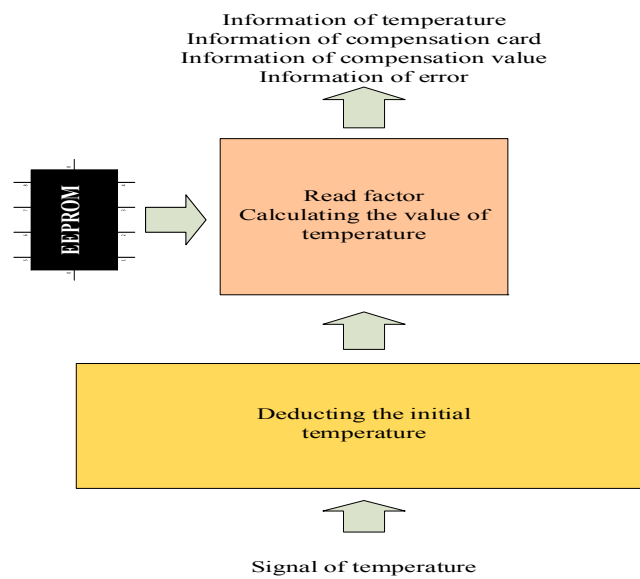 Information of temperature
Information of compensation card
Information of compensation value
Information of error
Read factor
Calculating the value of
temperature
EEPROM
Deducting the initial
temperature
Signal of temperature